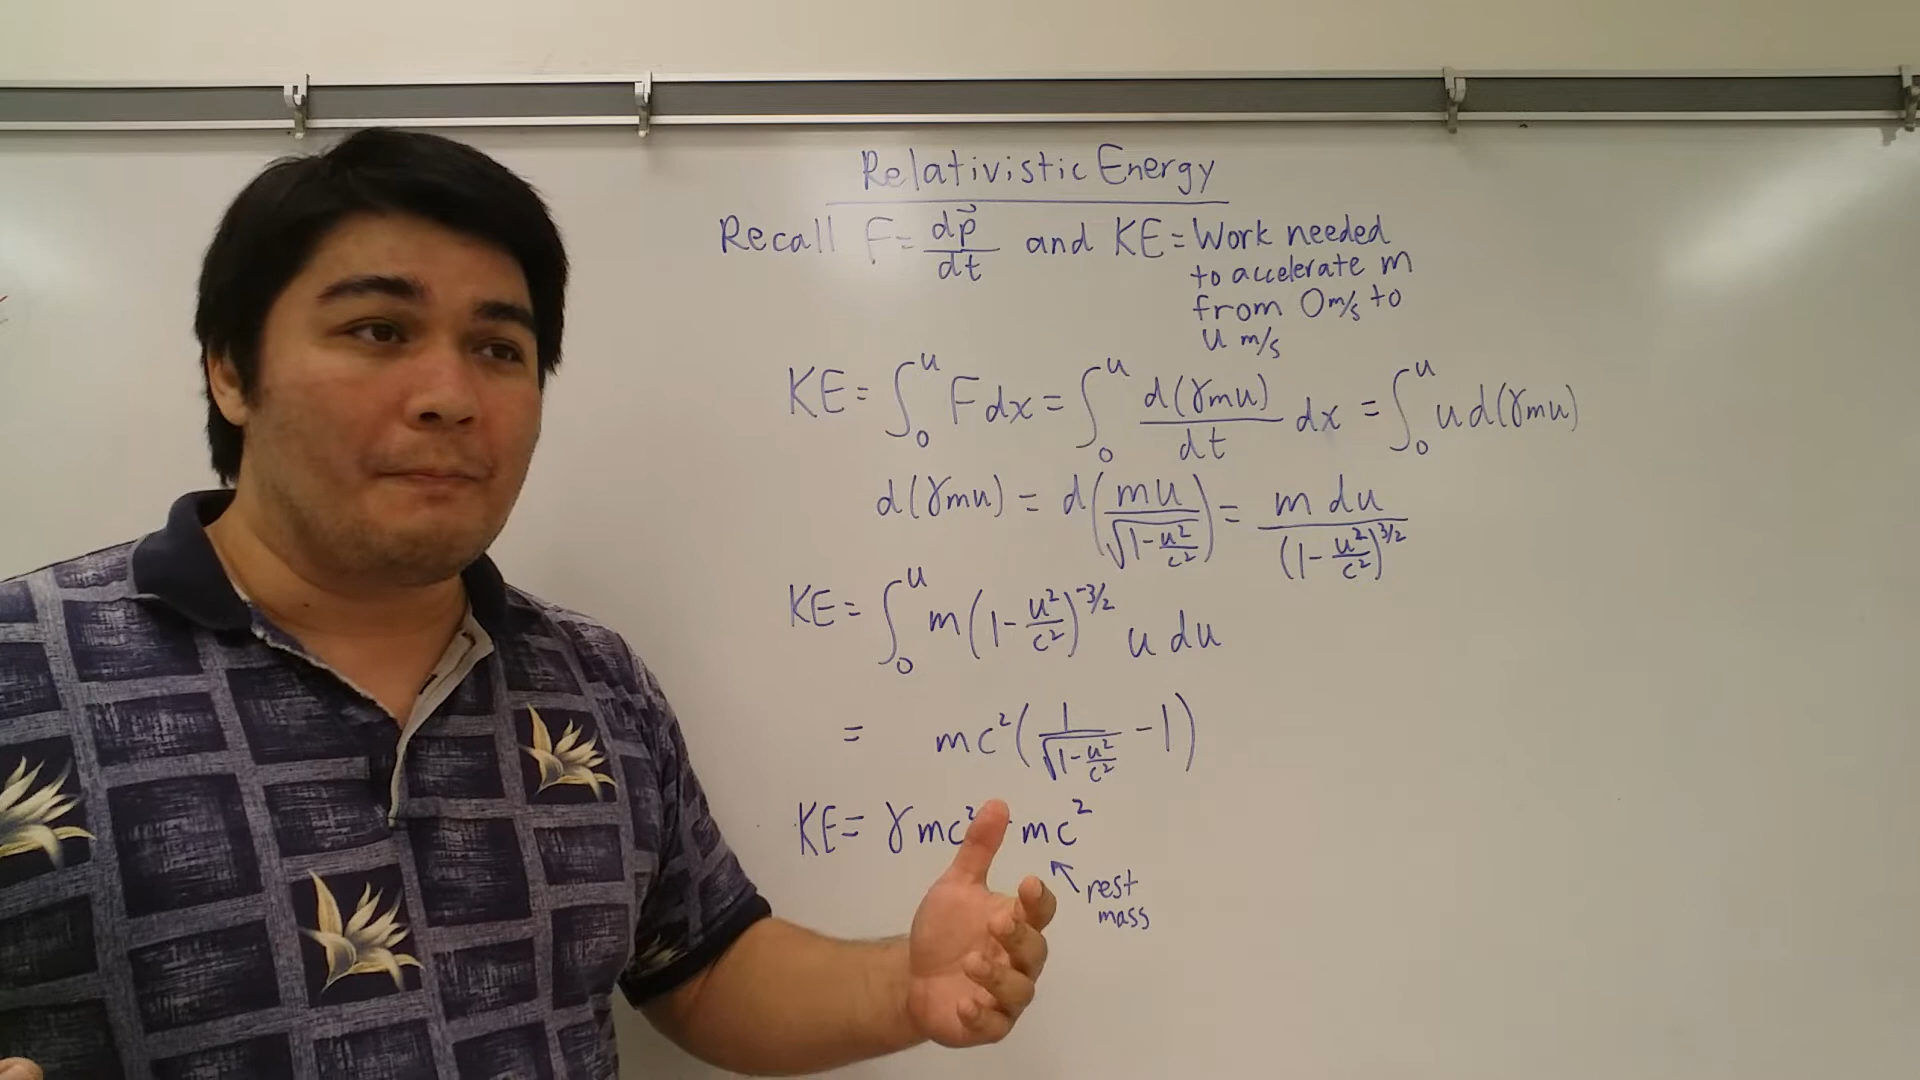 Relativistic Energy
Recall F = dp⃗/dt and KE = Work needed
to accelerate m
from 0 m/s to
u m/s
KE = ∫₀ᵘ F dx = ∫₀ᵘ d(γmu)/dt dx = ∫₀ᵘ u d(γmu)
d(γmu) = d(mu/√(1-u²/c²)) = m du/(1-u²/c²)^3/2
KE = ∫₀ᵘ m(1-u²/c²)^-3/2 u du
= mc²(1/√(1-u²/c²) - 1)
KE = γmc² - mc²
rest
mass